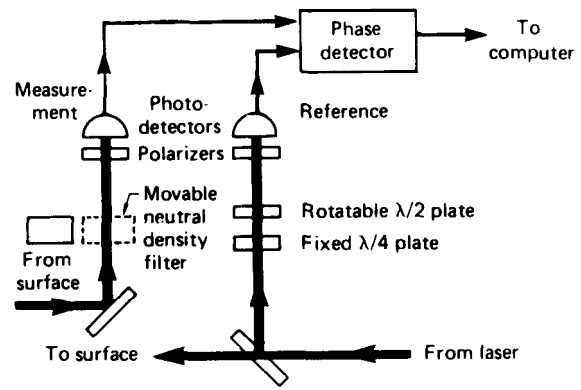 Phase
detector
To
computer
Measure-
ment
Photo-
detectors
Reference
Polarizers
Movable
neutral
density
filter
Rotatable λ/2 plate
Fixed λ/4 plate
From
surface
To surface
From laser